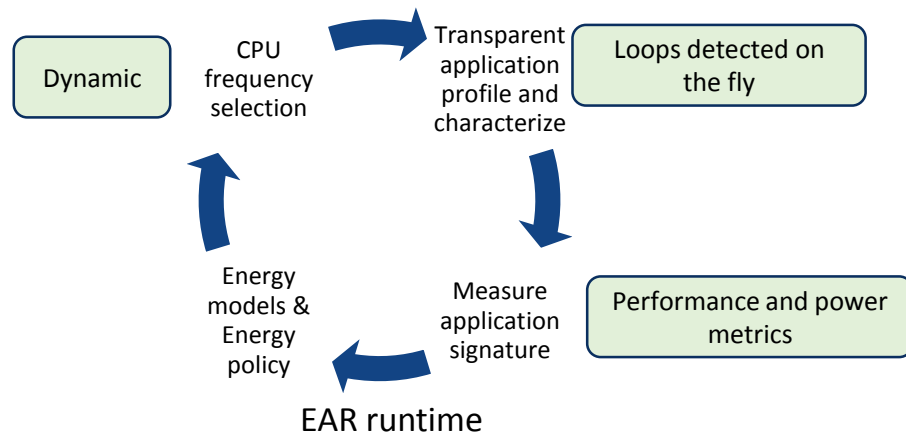 Dynamic
CPU
frequency
selection
Transparent
application
profile and
characterize
Loops detected on
the fly
Energy
models &
Energy
policy
Measure
application
signature
Performance and power
metrics
EAR runtime